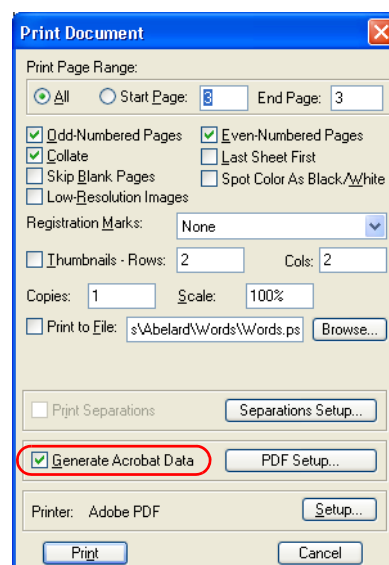 Print Document
Print Page Range:
All Start Page: 3 End Page: 3
Odd-Numbered Pages Even-Numbered Pages
Collate Last Sheet First
Skip Blank Pages Spot Color As Black/White
Low-Resolution Images
Registration Marks: None
Thumbnails - Rows: 2 Cols: 2
Copies: 1 Scale: 100%
Print to File: s\Abelard\Words\Words.ps Browse...
Print Separations Separations Setup...
Generate Acrobat Data PDF Setup...
Printer: Adobe PDF Setup...
Print Cancel